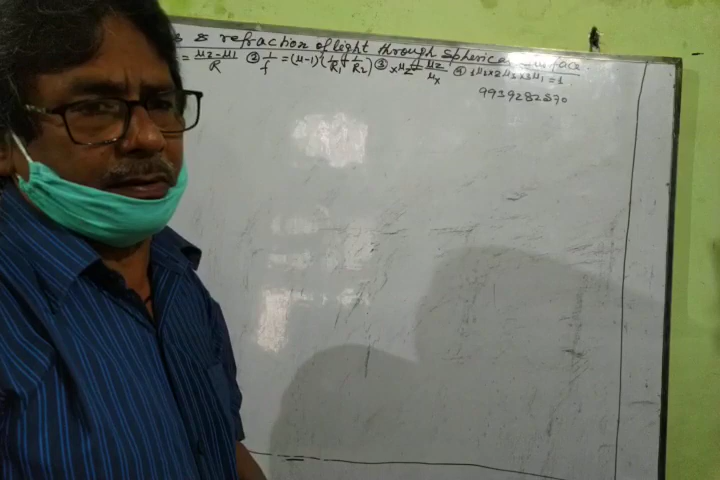 & refraction of light through spherical surface.
= μ2-μ1/R ② 1/f = (μ-1)(1/R1 + 1/R2) ③ xμz = μz/μx ④ 1μ2×2μ3×3μ1=1
9939282370